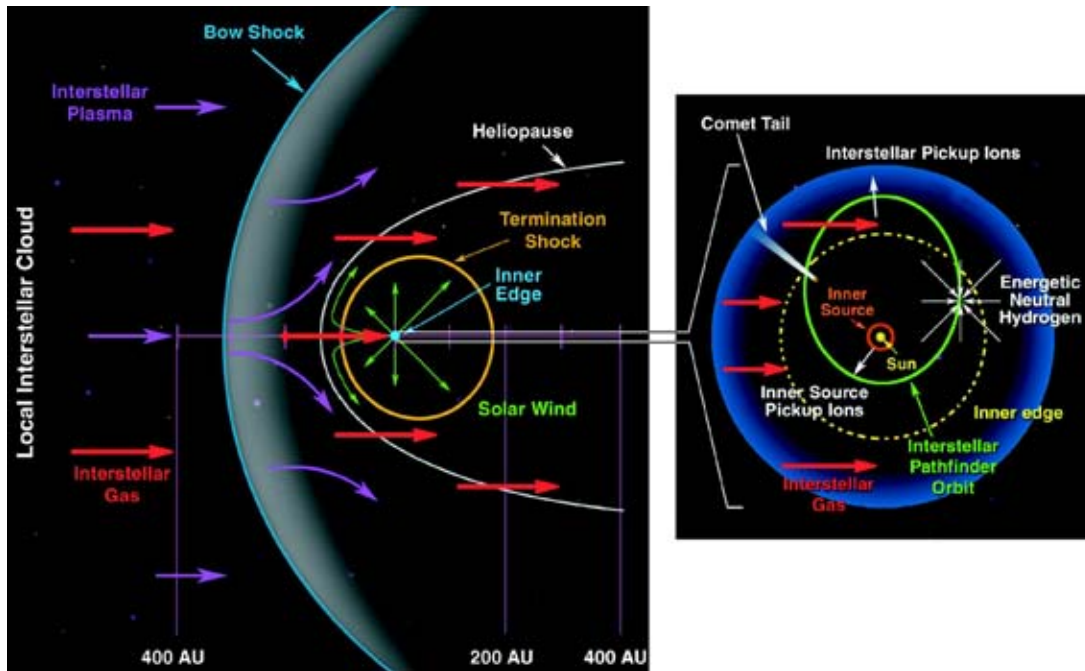 Bow Shock
Interstellar
Plasma
Heliopause
Termination
Shock
Inner
Edge
Local Interstellar Cloud
Solar Wind
Interstellar
Gas
400 AU
200 AU
400 AU
Comet Tail
Interstellar Pickup Ions
Energetic
Neutral
Hydrogen
Inner
Source
Sun
Inner Source
Pickup Ions
Inner edge
Interstellar
Pathfinder
Orbit
Interstellar
Gas